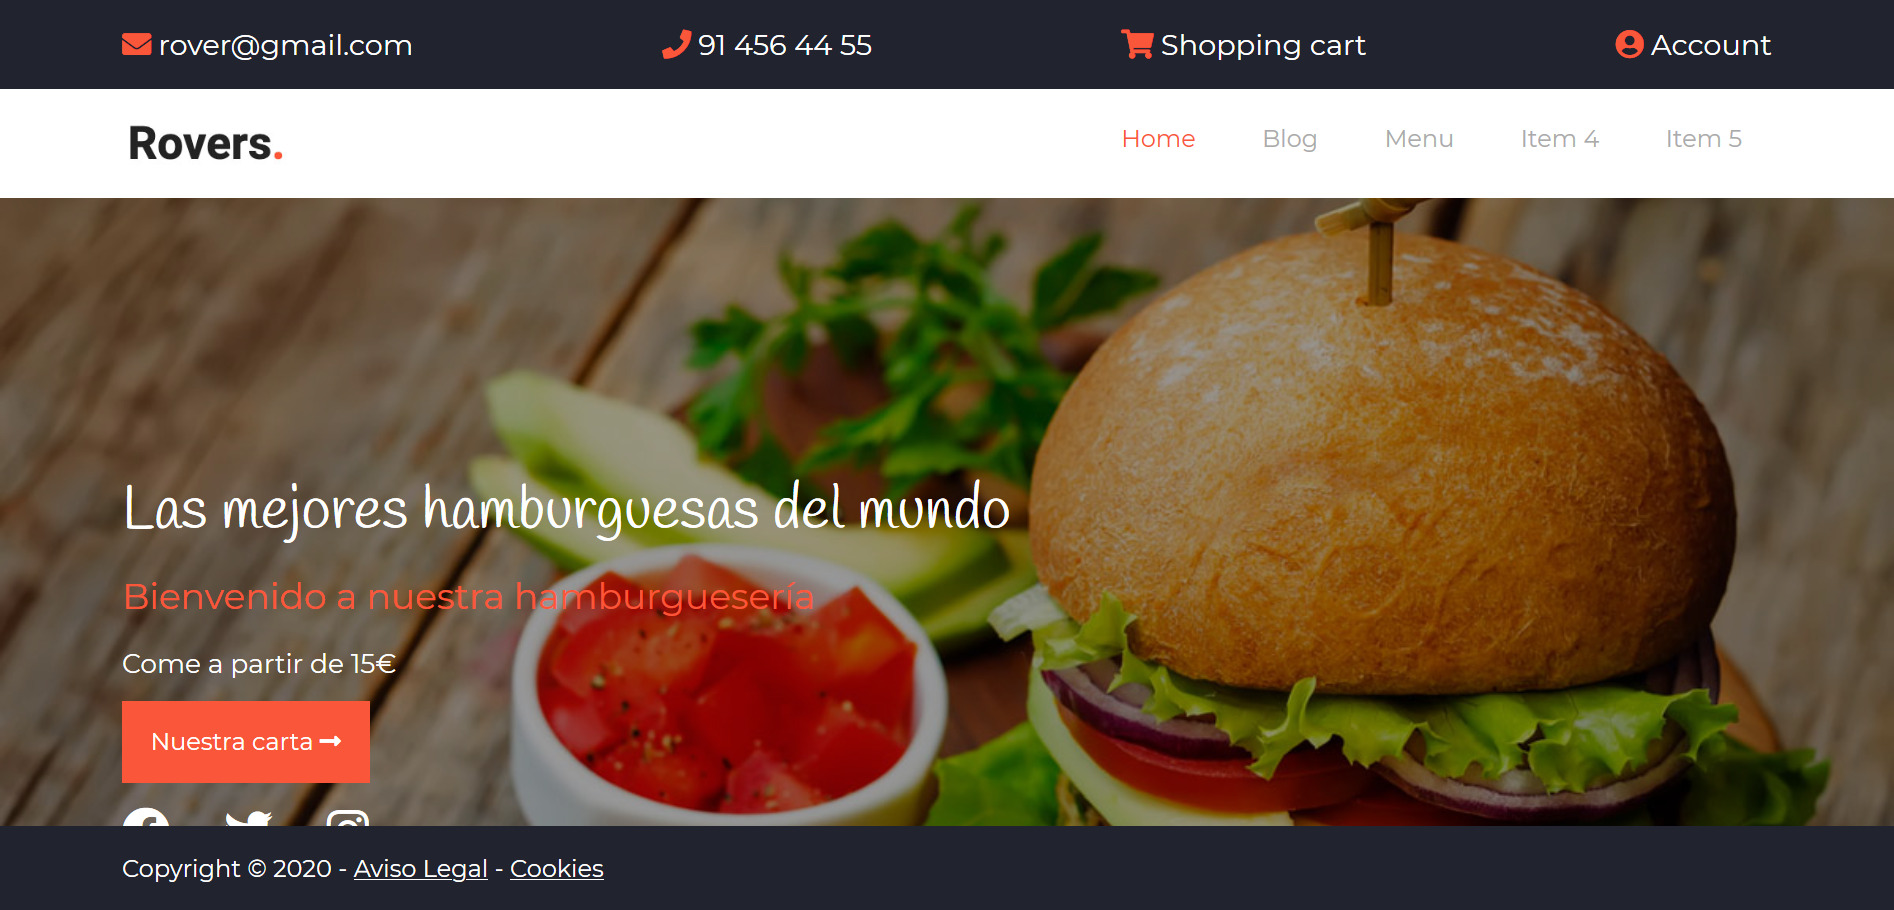 rover@gmail.com 91 456 44 55 Shopping cart Account
Rovers. Home Blog Menu Item 4 Item 5
Las mejores hamburguesas del mundo
Bienvenido a nuestra hamburguesería
Come a partir de 15€
Nuestra carta
Copyright © 2020 - Aviso Legal - Cookies